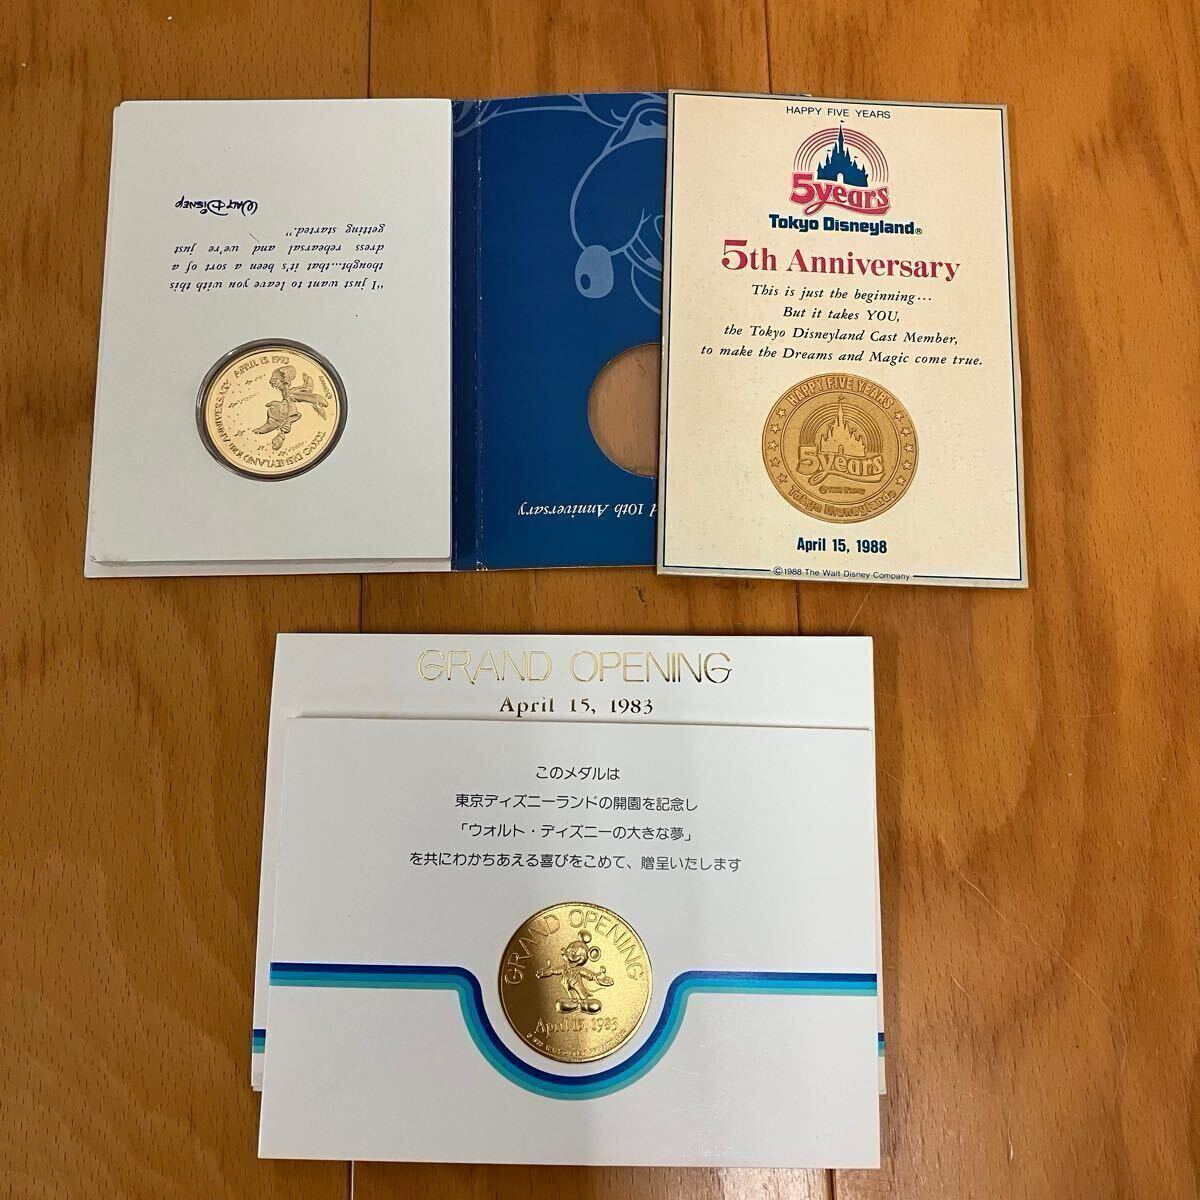 "I just want to leave you with this
thought...that it's been a sort of a
dress rehearsal and we're just
getting started."
WALT DISNEY
TOKYO DISNEYLAND 10th ANNIVERSARY APRIL 15, 1993
10th Anniversary
HAPPY FIVE YEARS
5years
Tokyo Disneyland®
5th Anniversary
This is just the beginning...
But it takes YOU,
the Tokyo Disneyland Cast Member,
to make the Dreams and Magic come true.
HAPPY FIVE YEARS
5years
Tokyo Disneyland®
April 15, 1988
©1988 The Walt Disney Company
GRAND OPENING
April 15, 1983
このメダルは
東京ディズニーランドの開園を記念し
「ウォルト・ディズニーの大きな夢」
を共にわかちあえる喜びをこめて、贈呈いたします
GRAND OPENING
April 15, 1983